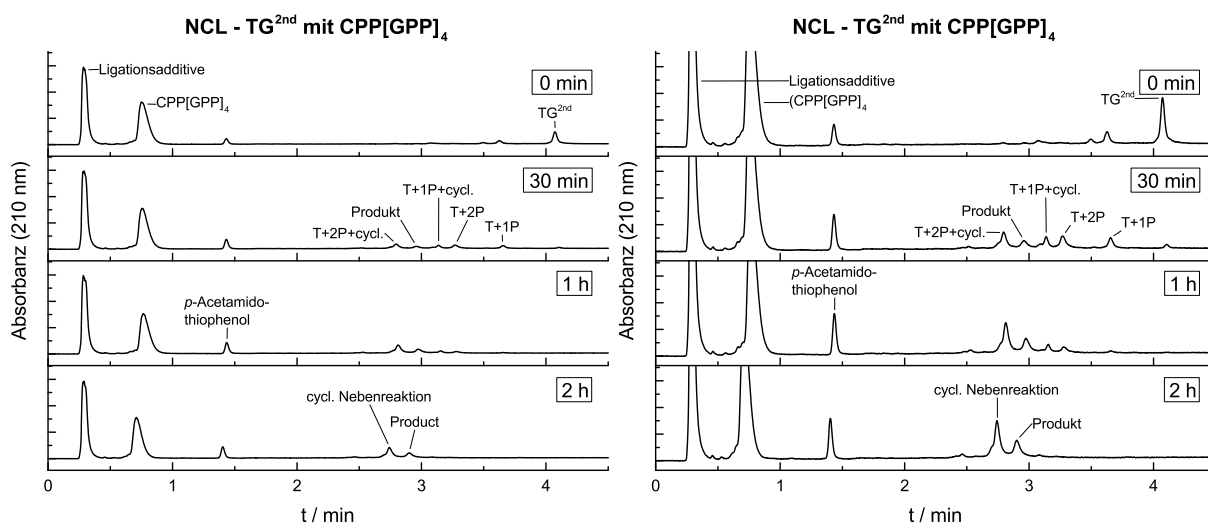 NCL - TG2nd mit CPP[GPP]4
Ligationsadditive
CPP[GPP]4
TG2nd
0 min
30 min
T+1P+cycl.
Produkt
T+2P
T+2P+cycl.
T+1P
1 h
p-Acetamido-
thiophenol
2 h
cycl. Nebenreaktion
Product
Absorbanz (210 nm)
0 1 2 3 4
t / min
NCL - TG2nd mit CPP[GPP]4
Ligationsadditive
(CPP[GPP]4
TG2nd
0 min
30 min
T+1P+cycl.
Produkt
T+2P
T+2P+cycl.
T+1P
1 h
p-Acetamido-
thiophenol
2 h
cycl. Nebenreaktion
Produkt
Absorbanz (210 nm)
0 1 2 3 4
t / min